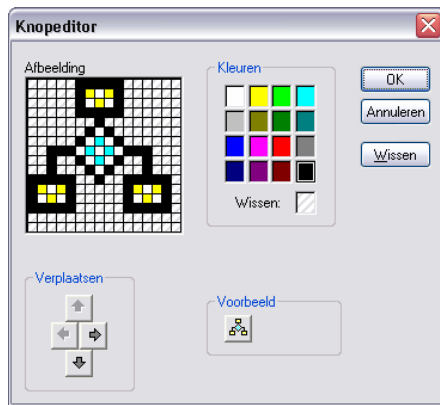 Knopeditor
Afbeelding
Kleuren
OK
Annuleren
Wissen
Wissen:
Verplaatsen
Voorbeeld